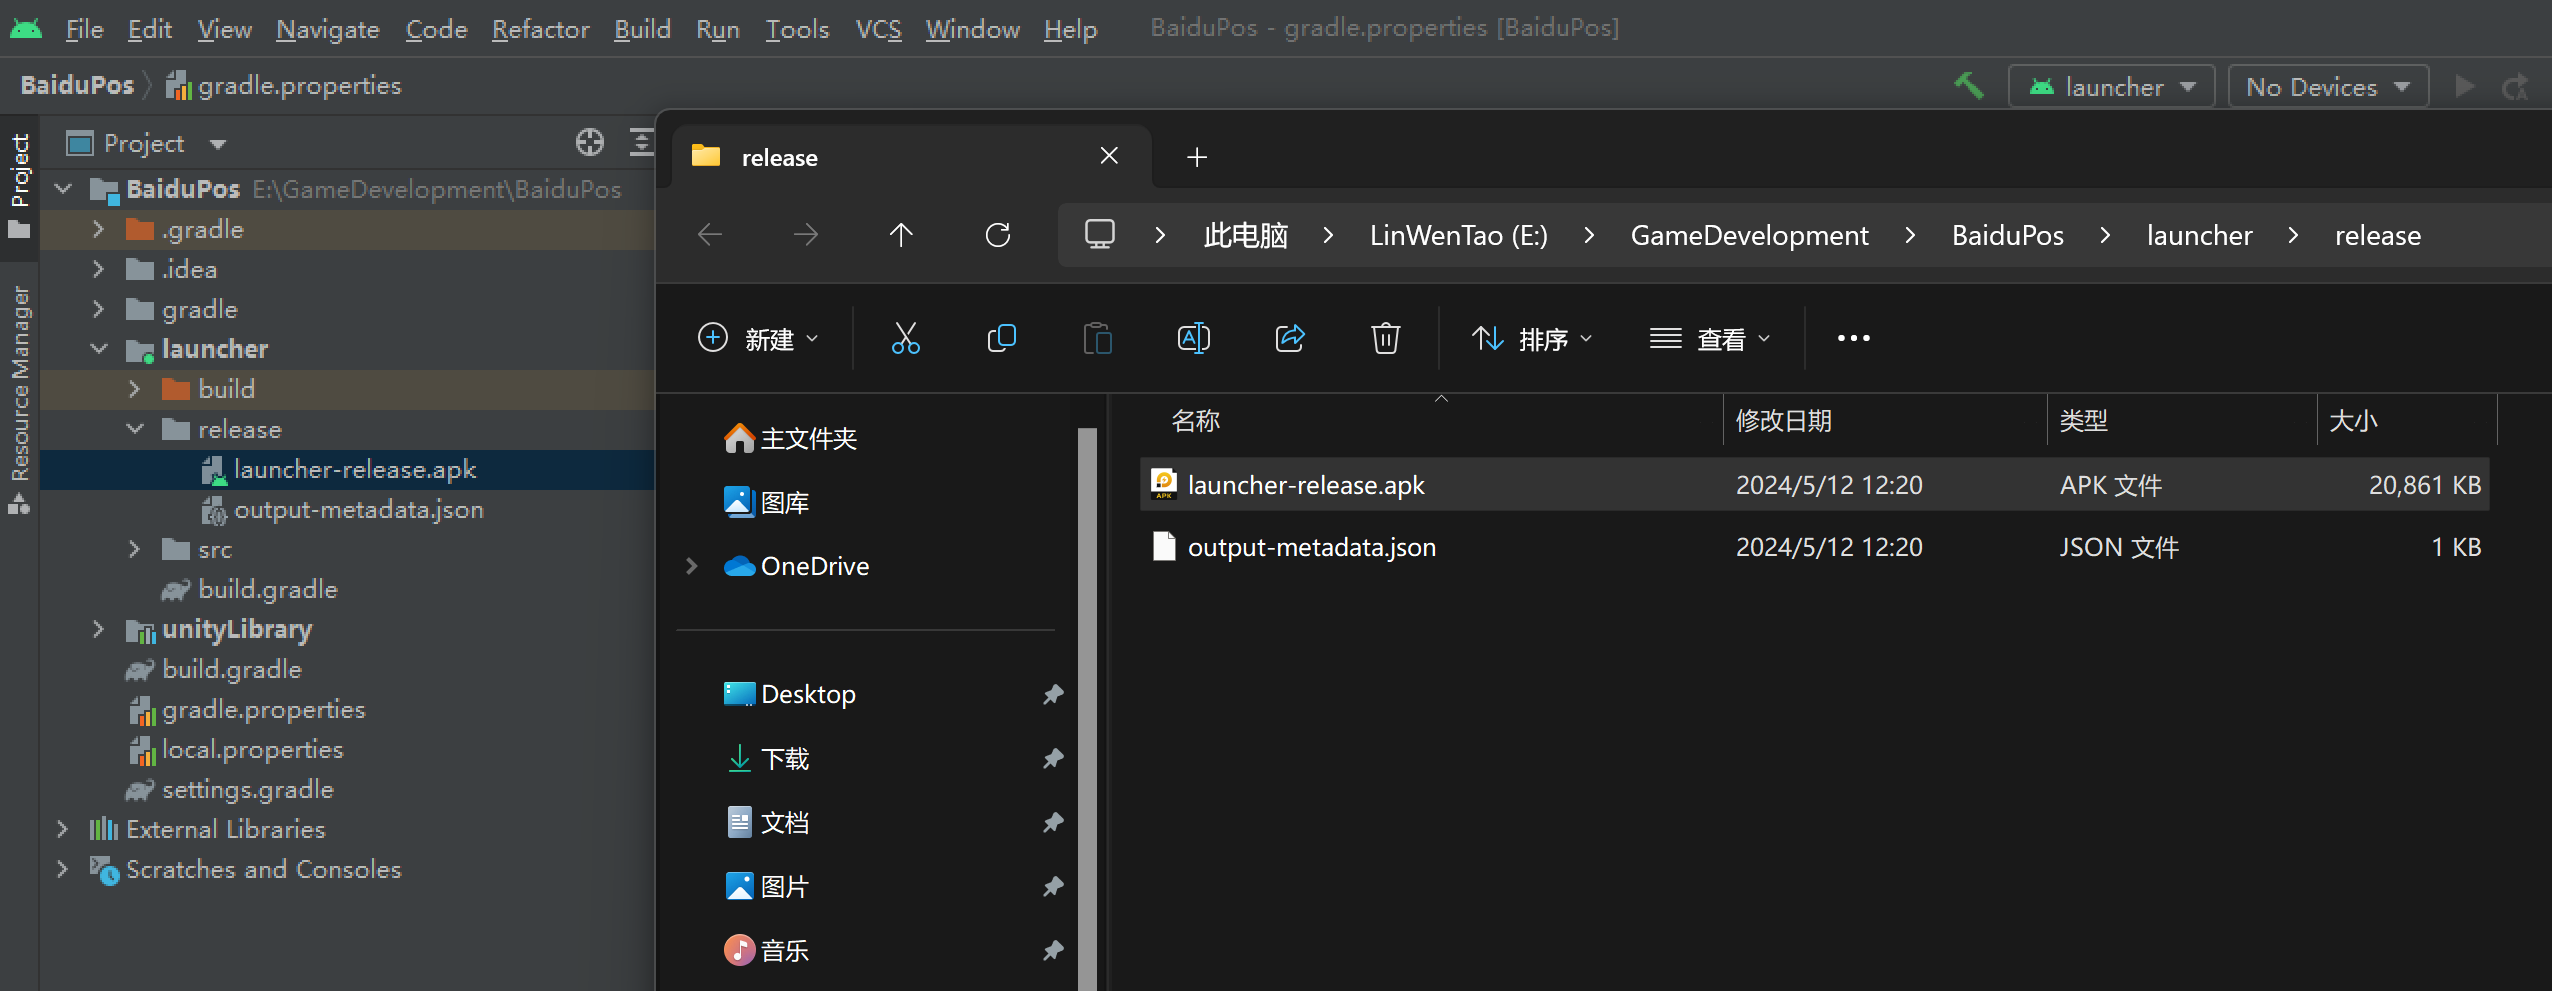 File Edit View Navigate Code Refactor Build Run Tools VCS Window Help BaiduPos - gradle.properties [BaiduPos]
BaiduPos gradle.properties launcher No Devices
Project
Resource Manager
Project
BaiduPos E:\GameDevelopment\BaiduPos
.gradle
.idea
gradle
launcher
build
release
launcher-release.apk
output-metadata.json
src
build.gradle
unityLibrary
build.gradle
gradle.properties
local.properties
settings.gradle
External Libraries
Scratches and Consoles
release
此电脑 LinWenTao (E:) GameDevelopment BaiduPos launcher release
新建 排序 查看
主文件夹
图库
OneDrive
Desktop
下载
文档
图片
音乐
名称 修改日期 类型 大小
launcher-release.apk 2024/5/12 12:20 APK 文件 20,861 KB
output-metadata.json 2024/5/12 12:20 JSON 文件 1 KB